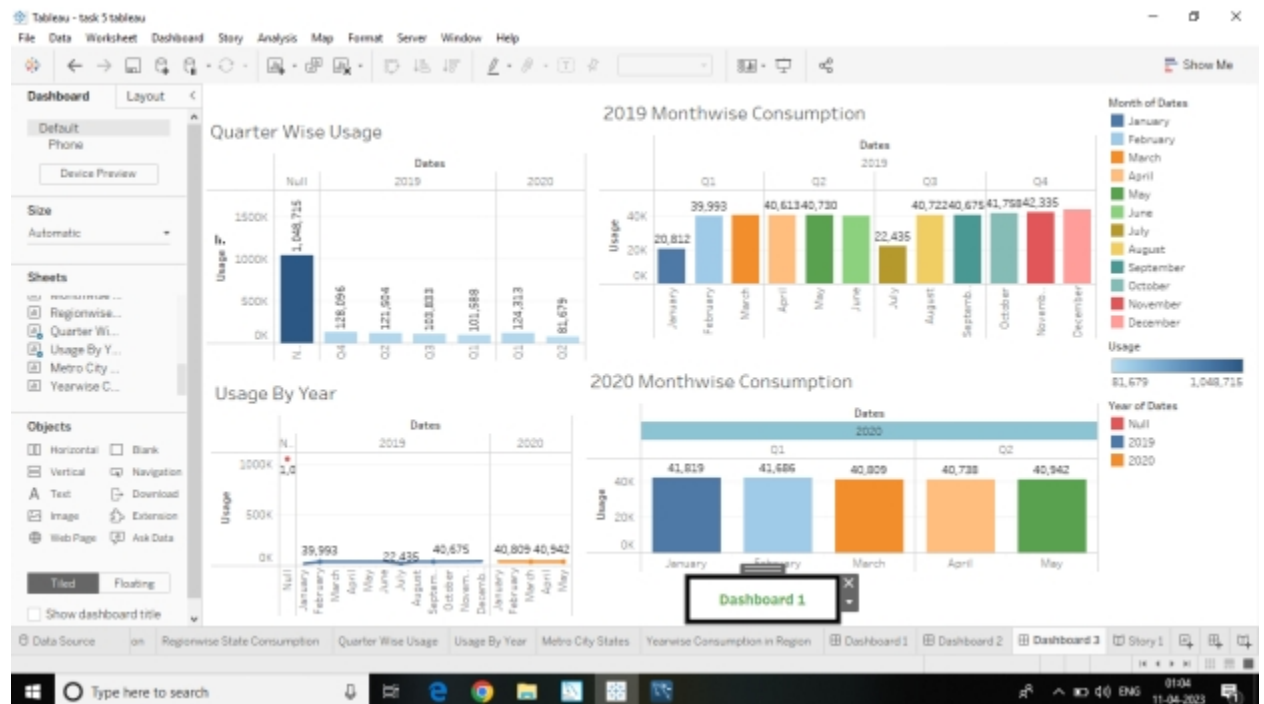 Tableau - task 5 tableau
File Data Worksheet Dashboard Story Analysis Map Format Server Window Help
Show Me
Dashboard Layout
Default
Phone
Device Preview
Size
Automatic
Sheets
Regionwise...
Quarter Wi...
Usage By Y...
Metro City ...
Yearwise C...
Objects
Horizontal Blank
Vertical Navigation
Text Download
Image Extension
Web Page Ask Data
Tiled Floating
Show dashboard title
Quarter Wise Usage
Dates
Null 2019 2020
Usage
1500K
1000K
500K
0K
1,048,715
128,096
121,504
103,833
101,588
124,313
81,679
N.. Q4 Q2 Q3 Q1 Q1 Q2
2019 Monthwise Consumption
Dates
2019
Q1 Q2 Q3 Q4
Usage
40K
20K
0K
20,812 39,993 40,613 40,730 22,435 40,722 40,675 41,758 42,335
January February March April May June July August Septemb.. October Novemb.. December
Usage By Year
Dates
N.. 2019 2020
Usage
1000K
500K
0K
1,0
39,993 22,435 40,675 40,809 40,942
Null January February March April May June July August Septem.. October Novem.. Decemb.. January February March April May
2020 Monthwise Consumption
Dates
2020
Q1 Q2
Usage
40K
20K
0K
41,819 41,686 40,809 40,738 40,942
January February March April May
Dashboard 1
Month of Dates
January
February
March
April
May
June
July
August
September
October
November
December
Usage
81,679 1,048,715
Year of Dates
Null
2019
2020
Data Source on Regionwise State Consumption Quarter Wise Usage Usage By Year Metro City States Yearwise Consumption in Region Dashboard 1 Dashboard 2 Dashboard 3 Story 1
Type here to search
ENG
01:04
11-04-2023